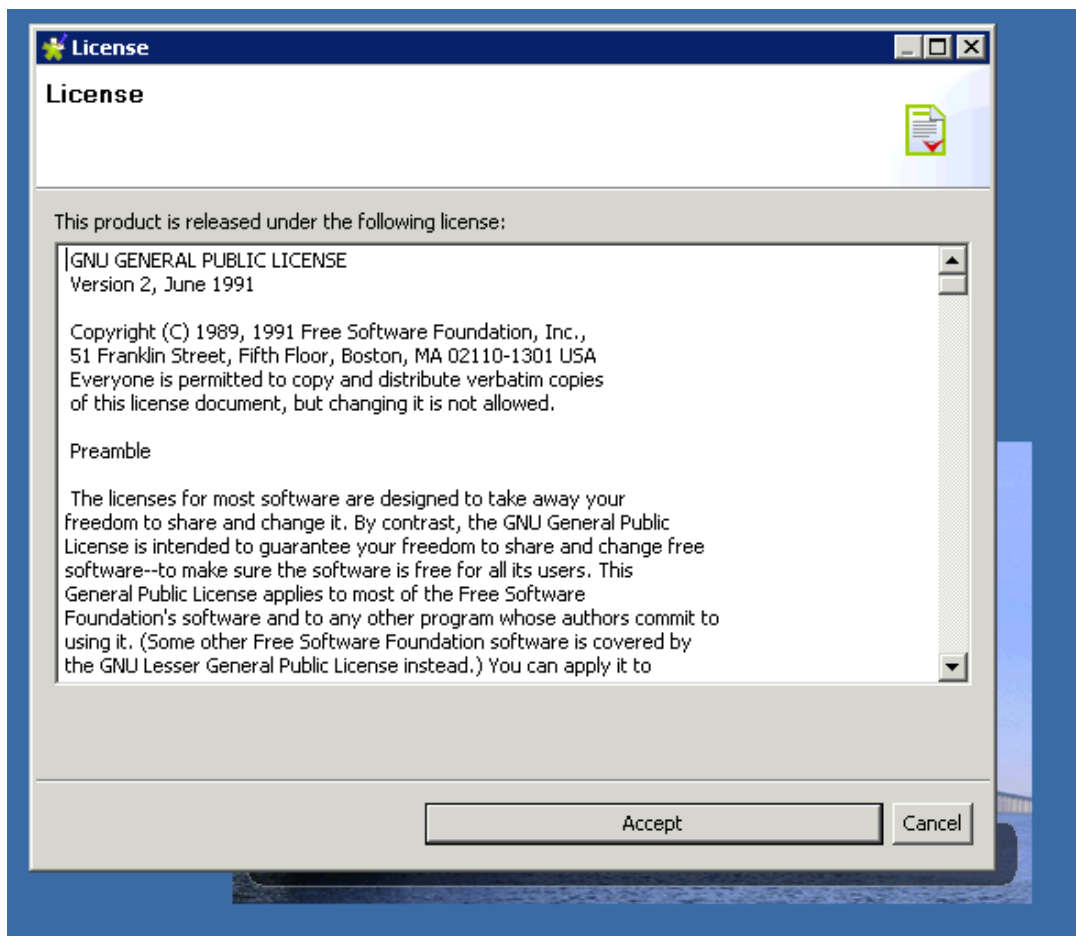 License
License
This product is released under the following license:
GNU GENERAL PUBLIC LICENSE
Version 2, June 1991
Copyright (C) 1989, 1991 Free Software Foundation, Inc.,
51 Franklin Street, Fifth Floor, Boston, MA 02110-1301 USA
Everyone is permitted to copy and distribute verbatim copies
of this license document, but changing it is not allowed.
Preamble
The licenses for most software are designed to take away your
freedom to share and change it. By contrast, the GNU General Public
License is intended to guarantee your freedom to share and change free
software--to make sure the software is free for all its users. This
General Public License applies to most of the Free Software
Foundation's software and to any other program whose authors commit to
using it. (Some other Free Software Foundation software is covered by
the GNU Lesser General Public License instead.) You can apply it to
Accept
Cancel